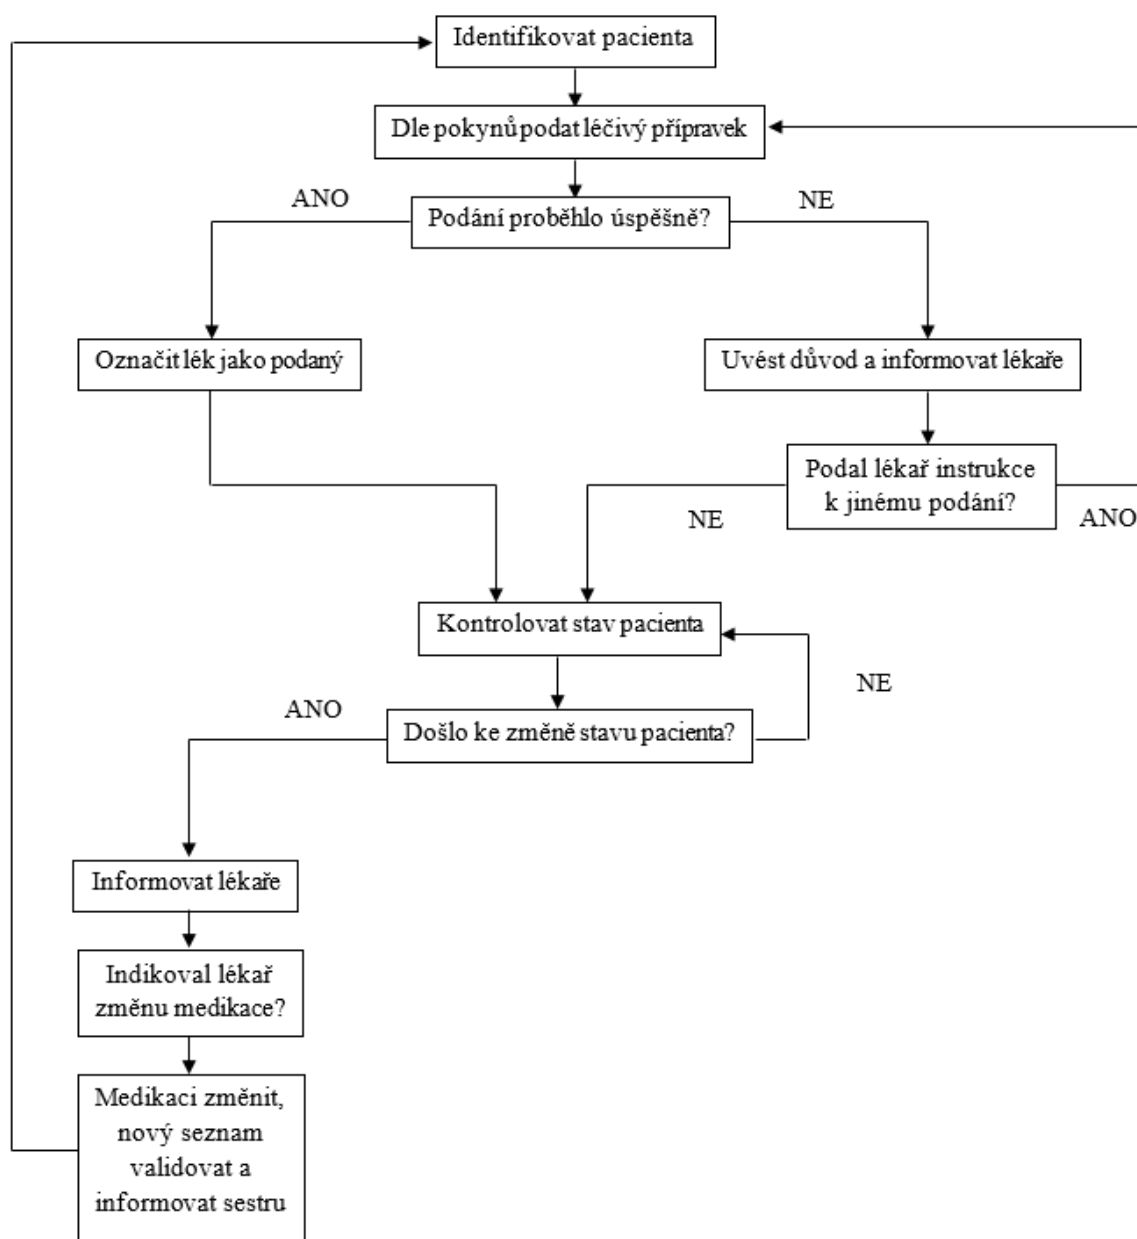 Identifikovat pacienta
Dle pokynů podat léčivý přípravek
ANO
NE
Podání proběhlo úspěšně?
Označit lék jako podaný
Uvést důvod a informovat lékaře
Podal lékař instrukce
k jinému podání?
NE
ANO
Kontrolovat stav pacienta
NE
ANO
Došlo ke změně stavu pacienta?
Informovat lékaře
Indikoval lékař
změnu medikace?
Medikaci změnit,
nový seznam
validovat a
informovat sestru